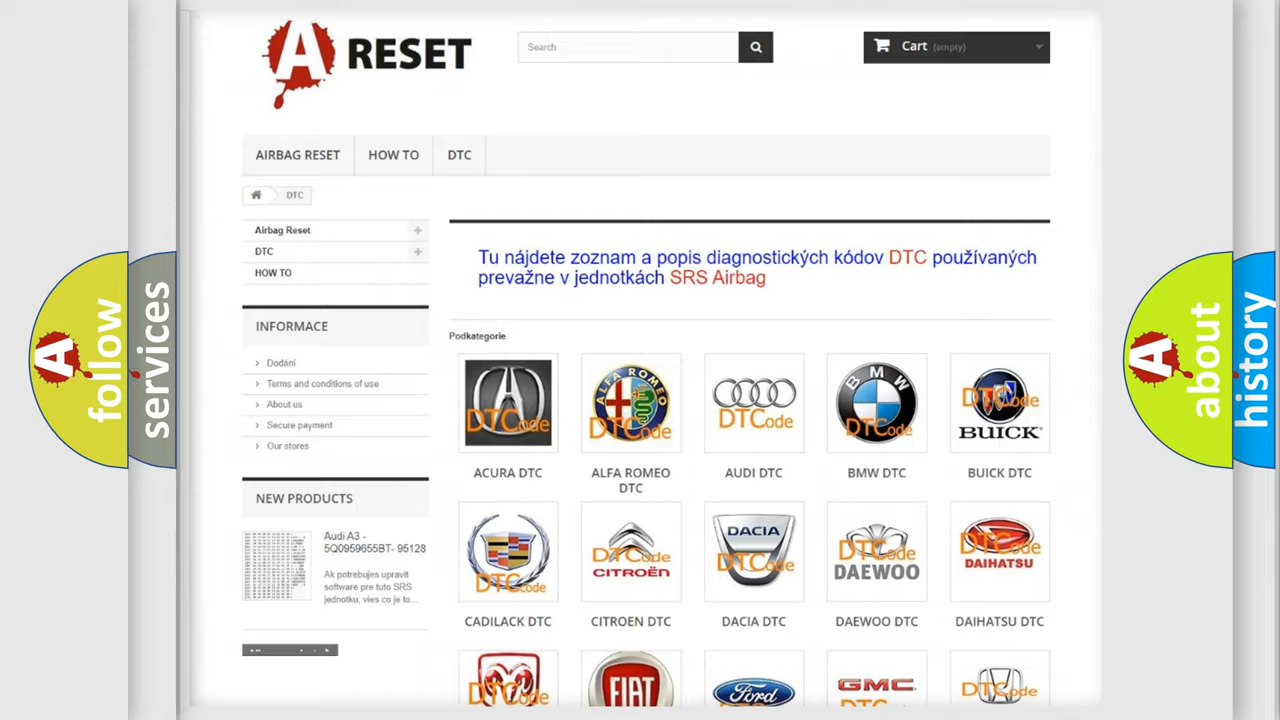 A RESET
Search
Cart (empty)
AIRBAG RESET
HOW TO
DTC
DTC
Airbag Reset
DTC
HOW TO
INFORMACE
Dodání
Terms and conditions of use
About us
Secure payment
Our stores
NEW PRODUCTS
Audi A3 -
5Q0959655BT- 95128
Ak potrebujes upravit
software pre tuto SRS
jednotku, vies co je to...
Tu nájdete zoznam a popis diagnostických kódov DTC používaných
prevažne v jednotkách SRS Airbag
Podkategorie
DTCode
ALFA ROMEO
DTCode
DTCode
BMW
DTCode
DTCode
BUICK
ACURA DTC
ALFA ROMEO
DTC
AUDI DTC
BMW DTC
BUICK DTC
DTCode
DTCode
CITROËN
DACIA
DTCode
DTCode
DAEWOO
DTCode
DAIHATSU
CADILACK DTC
CITROEN DTC
DACIA DTC
DAEWOO DTC
DAIHATSU DTC
DTCode
FIAT
Ford
GMC
DTCode
A follow
services
A about
history